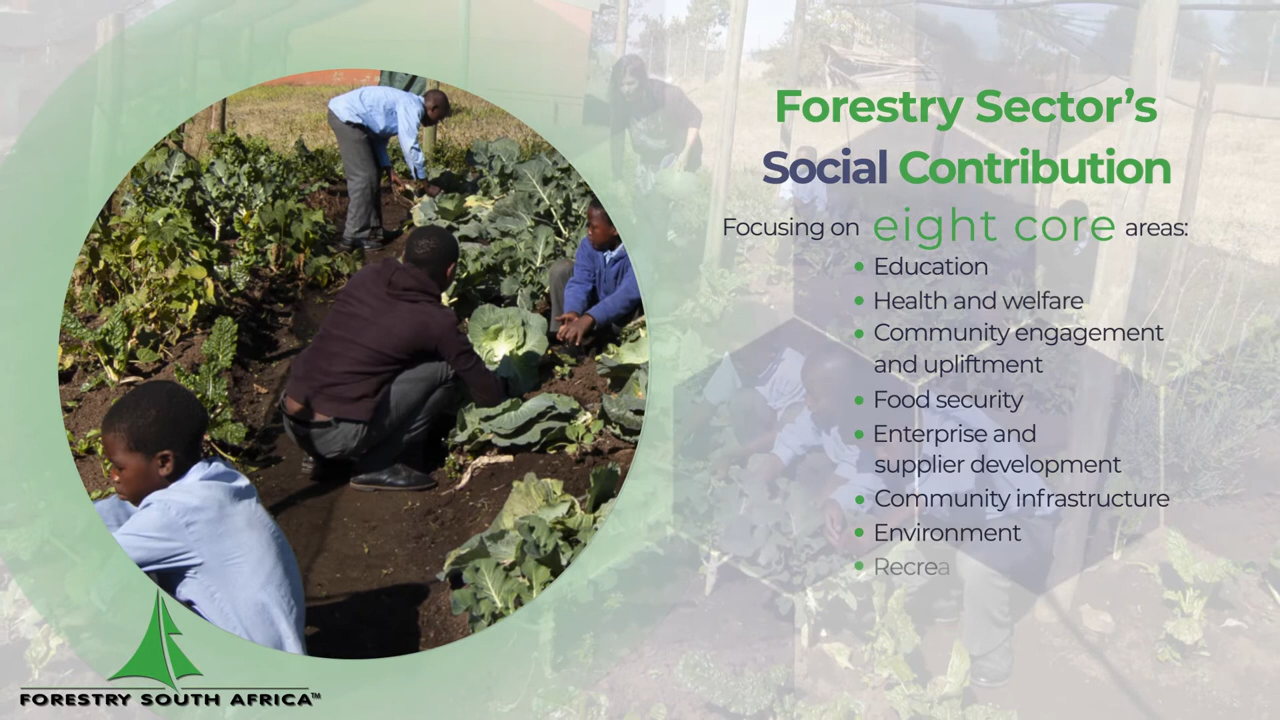 Forestry Sector's
Social Contribution
Focusing on eight core areas:
• Education
• Health and welfare
• Community engagement
and upliftment
• Food security
• Enterprise and
supplier development
• Community infrastructure
• Environment
• Recrea
FORESTRY SOUTH AFRICA™